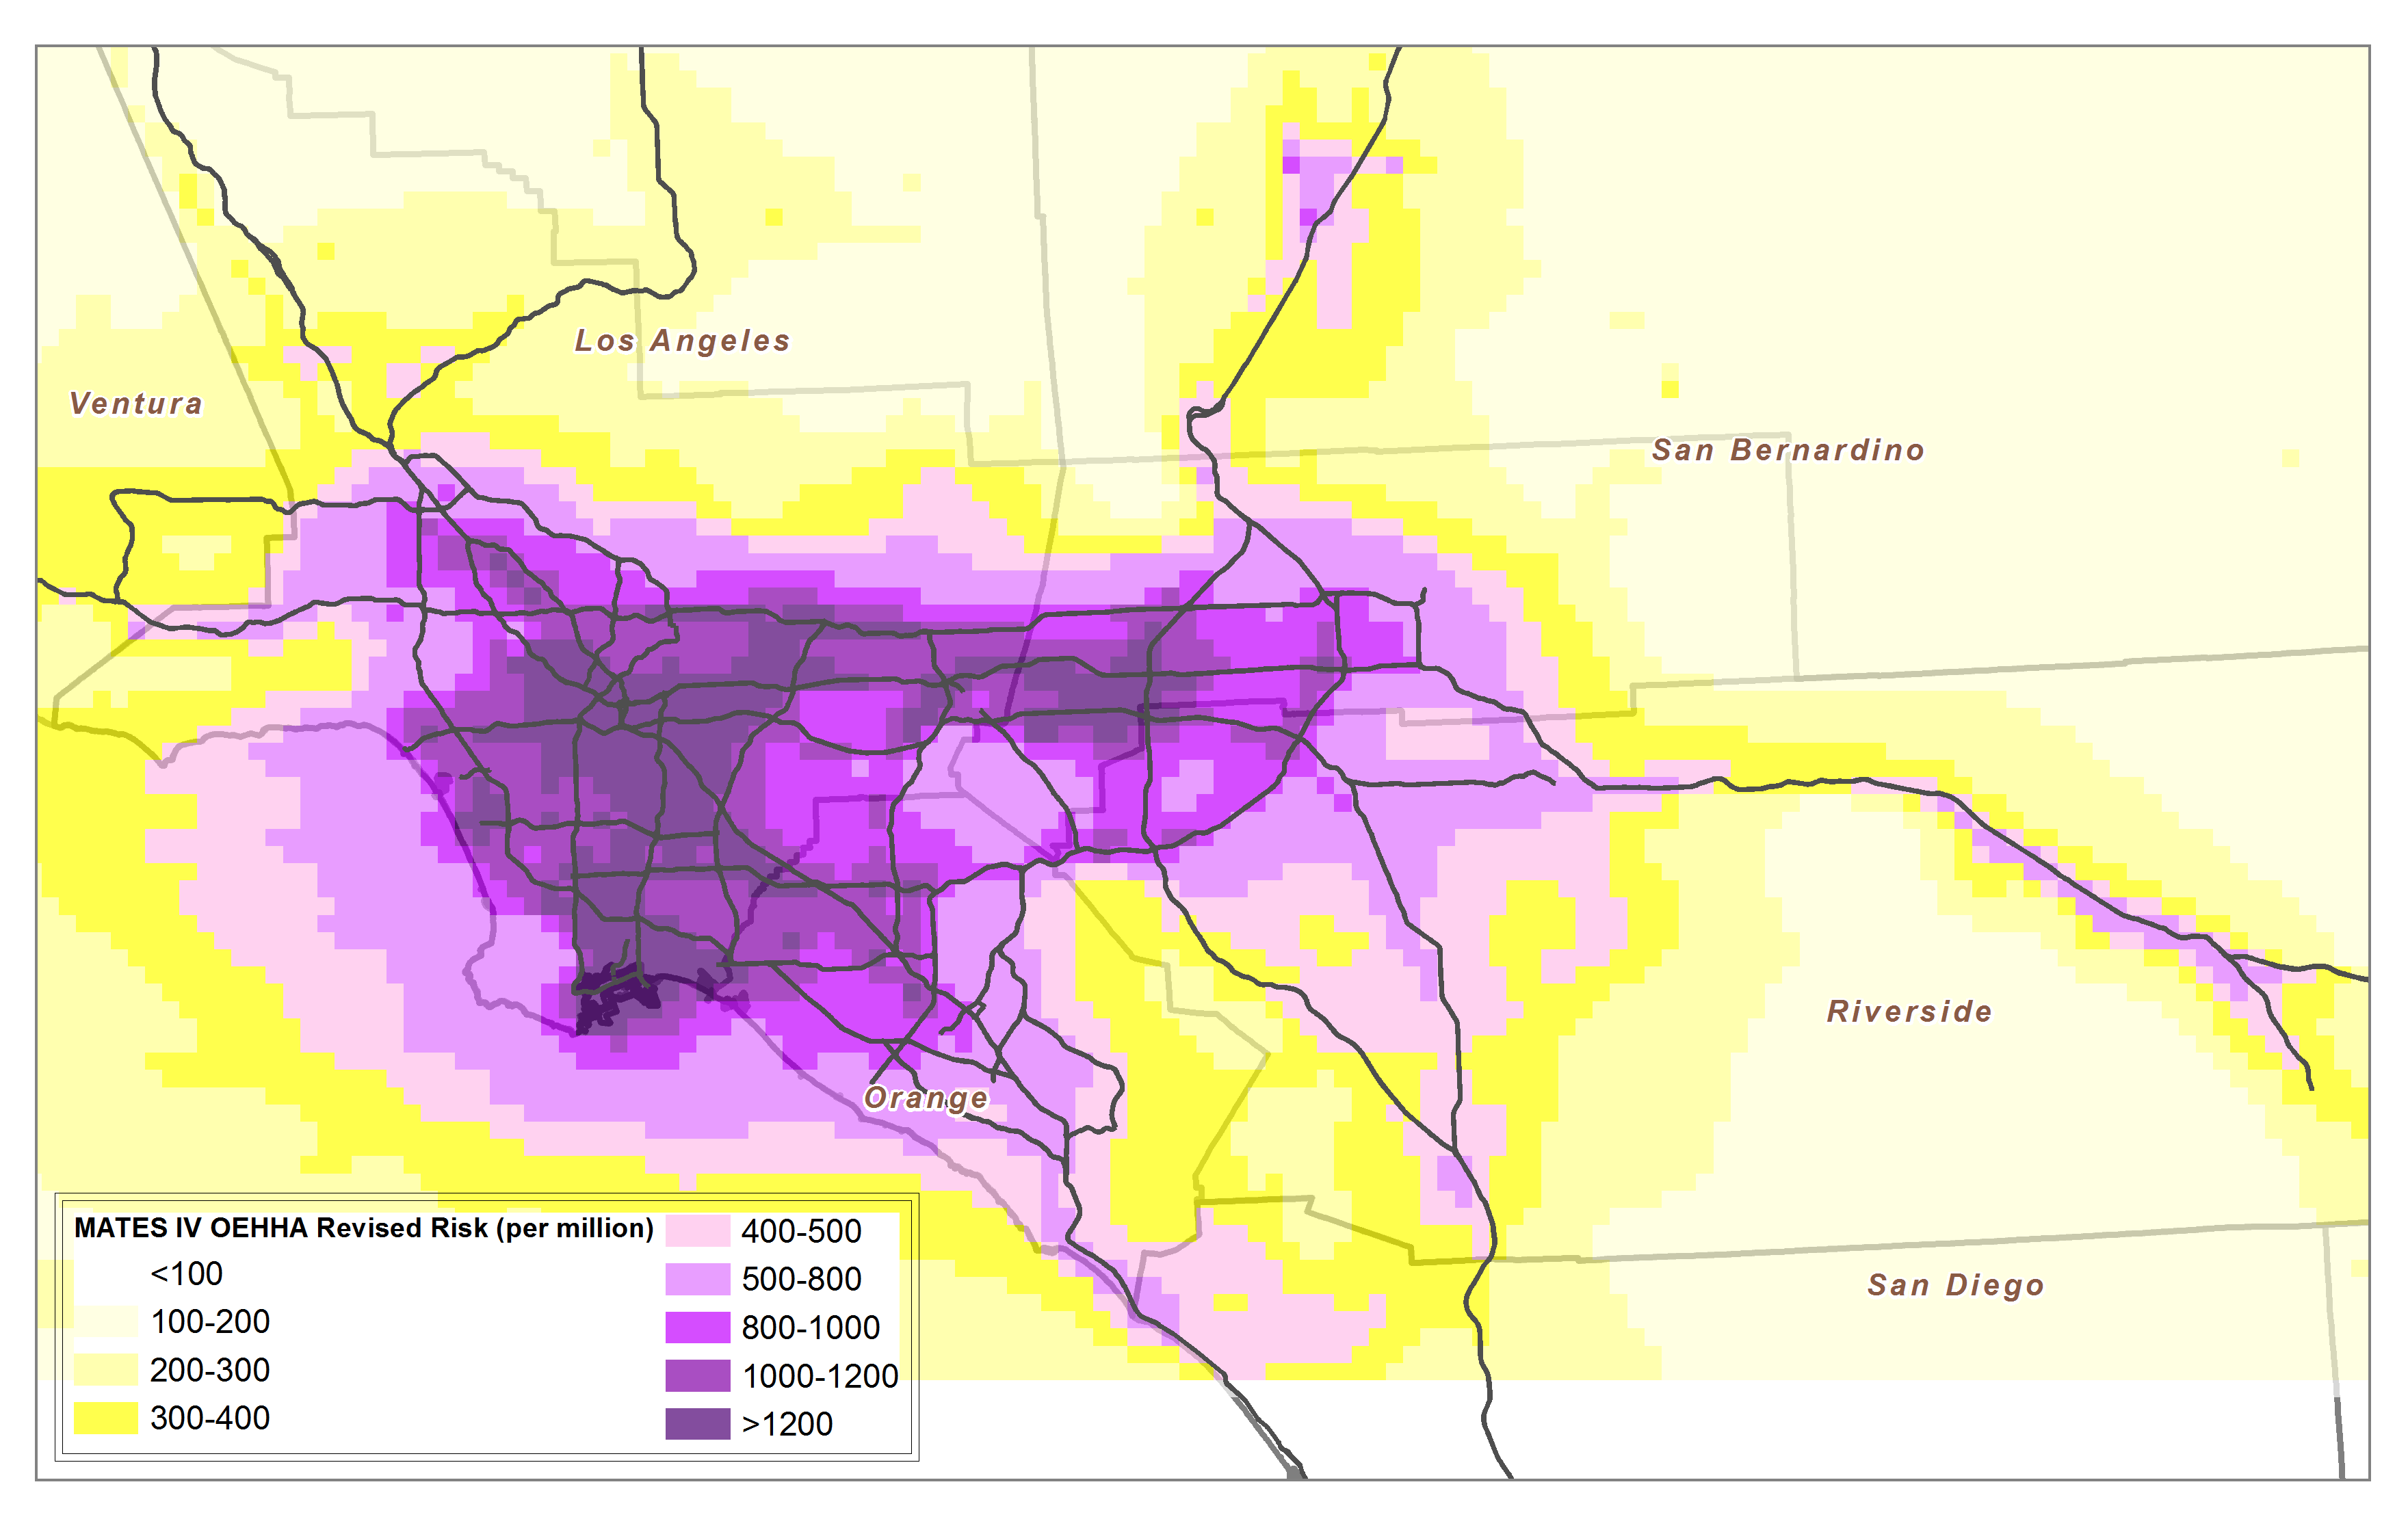 Los Angeles
Ventura
San Bernardino
Riverside
Orange
San Diego
MATES IV OEHHA Revised Risk (per million)
<100
100-200
200-300
300-400
400-500
500-800
800-1000
1000-1200
>1200